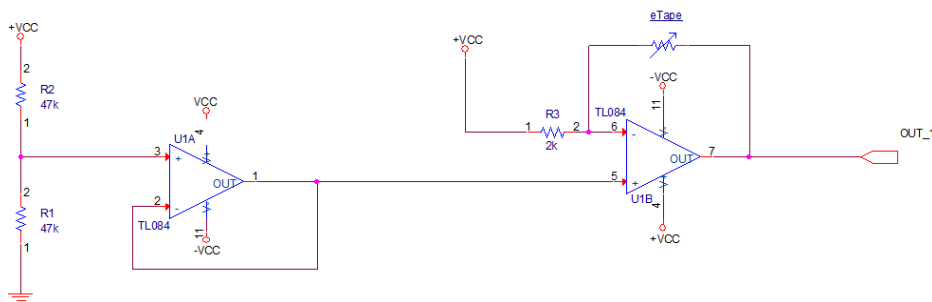 +VCC
2
R2
47k
1
2
R1
47k
1
VCC
4
U1A
3
+
OUT
1
2
-
TL084
11
-VCC
eTape
+VCC
R3
1
2
2k
-VCC
11
TL084
6
-
OUT
7
5
+
U1B
4
+VCC
OUT_1